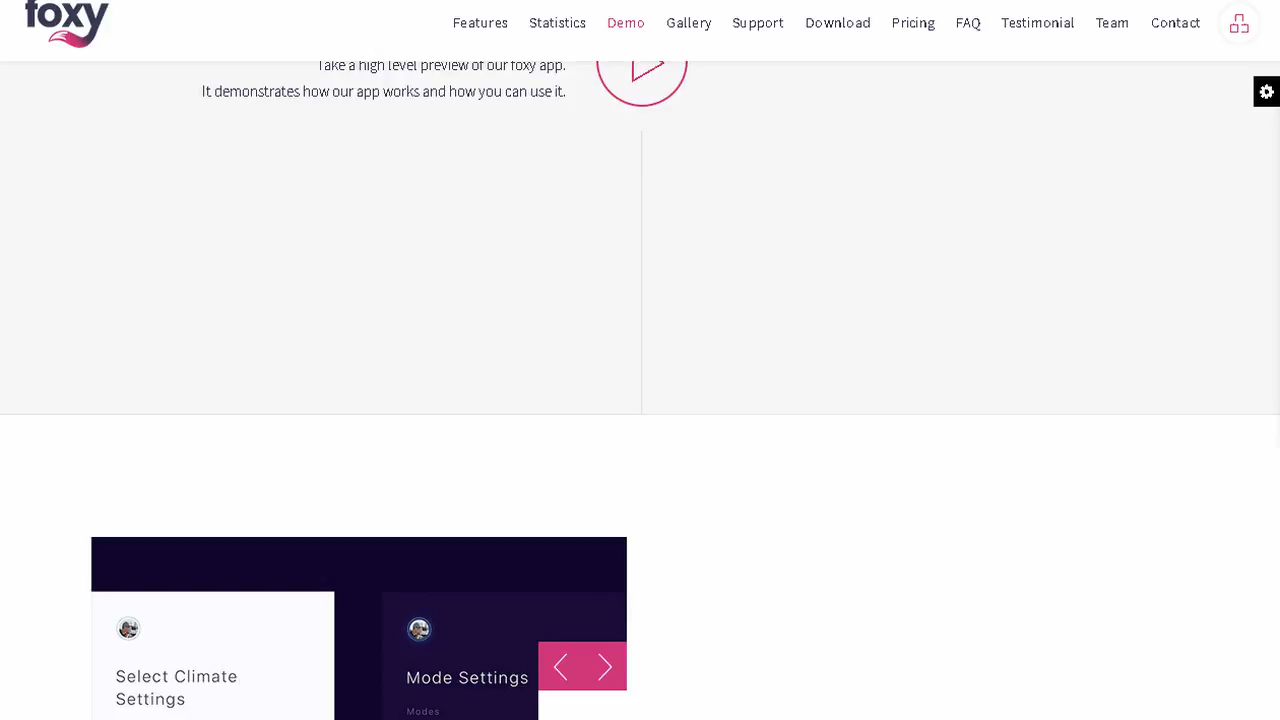 foxy
Features Statistics Demo Gallery Support Download Pricing FAQ Testimonial Team Contact
Take a high level preview of our foxy app.
It demonstrates how our app works and how you can use it.
Select Climate
Settings
Mode Settings
Modes